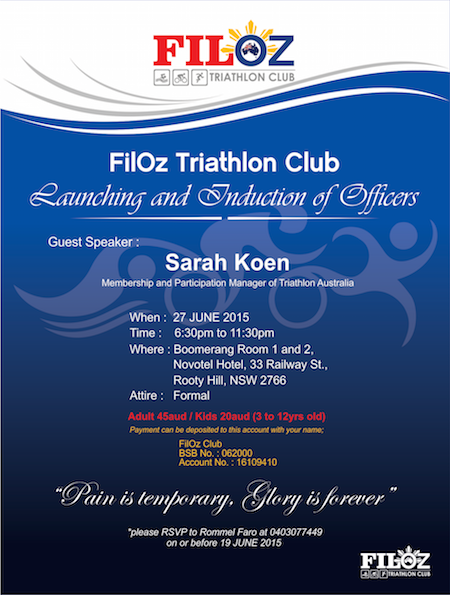 FILOZ
TRIATHLON CLUB
FilOz Triathlon Club
Launching and Induction of Officers
Guest Speaker :
Sarah Koen
Membership and Participation Manager of Triathlon Australia
When : 27 JUNE 2015
Time : 6:30pm to 11:30pm
Where : Boomerang Room 1 and 2,
Novotel Hotel, 33 Railway St.,
Rooty Hill, NSW 2766
Attire : Formal
Adult 45aud / Kids 20aud (3 to 12yrs old)
Payment can be deposited to this account with your name;
FilOz Club
BSB No. : 062000
Account No. : 16109410
"Pain is temporary, Glory is forever"
*please RSVP to Rommel Faro at 0403077449
on or before 19 JUNE 2015
FILOZ
TRIATHLON CLUB